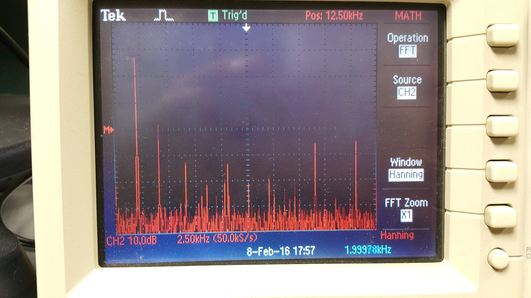 Tek T Trig'd Pos: 12.50kHz MATH
Operation
FFT
Source
CH2
M
Window
Hanning
FFT Zoom
X1
CH2 10.0dB 2.50kHz (50.0kS/s) Hanning
8-Feb-16 17:57 1.99978kHz